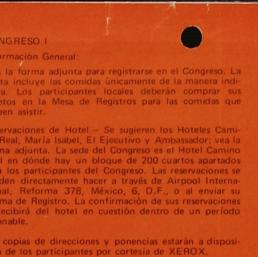 NGRESO I
formación General:
la forma adjunta para registrarse en el Congreso. La
ta incluye las comidas únicamente de la manera indi-
. Los participantes locales deberán comprar sus
etos en la Mesa de Registros para las comidas que
een asistir.
ervaciones de Hotel — Se sugieren los Hoteles Cami-
Real, María Isabel, El Ejecutivo y Ambassador; vea la
na adjunta. La sede del Congreso es el Hotel Camino
l en dónde hay un bloque de 200 cuartos apartados
los participantes del Congreso. Las reservaciones se
den directamente hacer a través de Airpool Interna-
al, Reforma 378, México, 6, D.F., o al enviar su
ma de Registro. La confirmación de sus reservaciones
ecibirá del hotel en cuestión dentro de un período
onable.
copias de direcciones y ponencias estarán a disposi-
de los participantes por cortesía de XEROX.